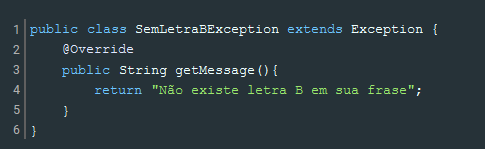 1 public class SemLetraBException extends Exception {
2     @Override
3     public String getMessage(){
4         return "Não existe letra B em sua frase";
5     }
6 }